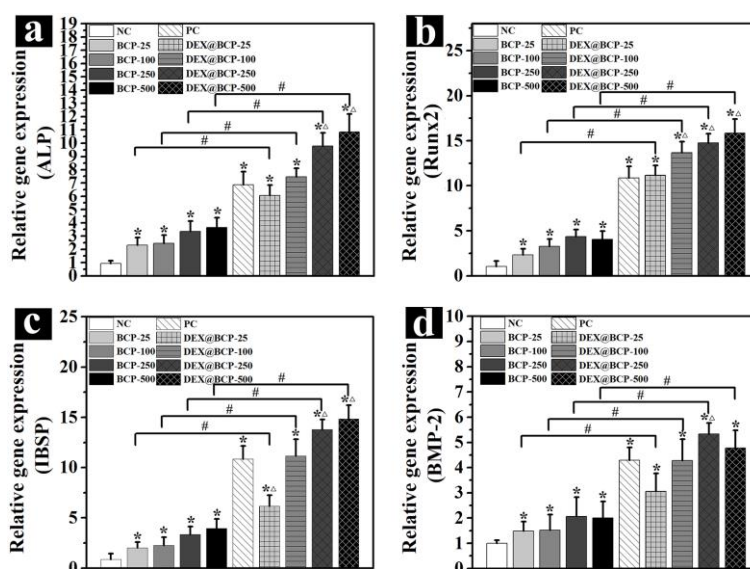 a
Relative gene expression
(ALP)
19
18
17
16
15
14
13
12
11
10
9
8
7
6
5
4
3
2
1
0
NC
BCP-25
BCP-100
BCP-250
BCP-500
PC
DEX@BCP-25
DEX@BCP-100
DEX@BCP-250
DEX@BCP-500
#
#
#
#
* * * * * * * *△ *△
b
Relative gene expression
(Runx2)
25
20
15
10
5
0
NC
BCP-25
BCP-100
BCP-250
BCP-500
PC
DEX@BCP-25
DEX@BCP-100
DEX@BCP-250
DEX@BCP-500
#
#
#
#
* * * * * * *△ *△ *△
c
Relative gene expression
(IBSP)
25
20
15
10
5
0
NC
BCP-25
BCP-100
BCP-250
BCP-500
PC
DEX@BCP-25
DEX@BCP-100
DEX@BCP-250
DEX@BCP-500
#
#
#
#
* * * * * *△ * *△ *△
d
Relative gene expression
(BMP-2)
10
9
8
7
6
5
4
3
2
1
0
NC
BCP-25
BCP-100
BCP-250
BCP-500
PC
DEX@BCP-25
DEX@BCP-100
DEX@BCP-250
DEX@BCP-500
#
#
#
#
* * * * * * * *△ *